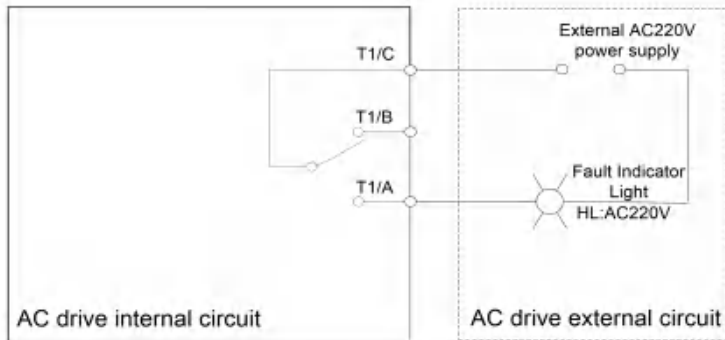 External AC220V
power supply
T1/C
T1/B
T1/A
Fault Indicator
Light
HL:AC220V
AC drive internal circuit
AC drive external circuit